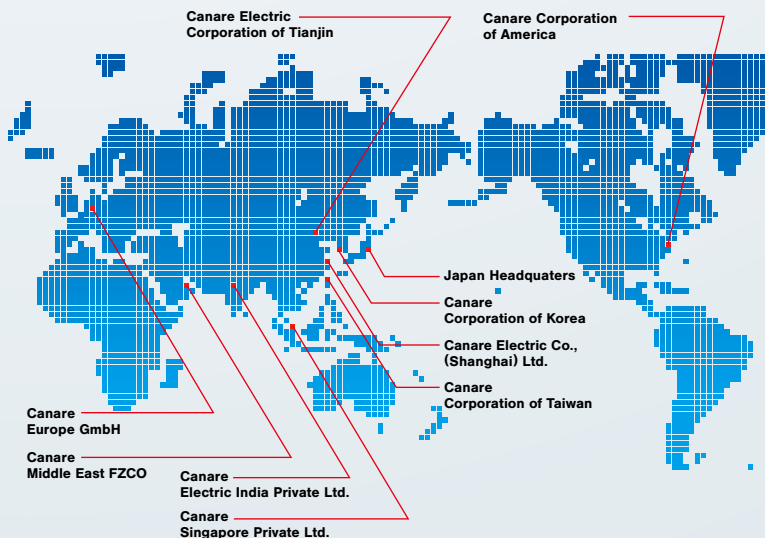 Canare Electric
Corporation of Tianjin
Canare Corporation
of America
Japan Headquaters
Canare
Corporation of Korea
Canare Electric Co.,
(Shanghai) Ltd.
Canare
Corporation of Taiwan
Canare
Europe GmbH
Canare
Middle East FZCO
Canare
Electric India Private Ltd.
Canare
Singapore Private Ltd.